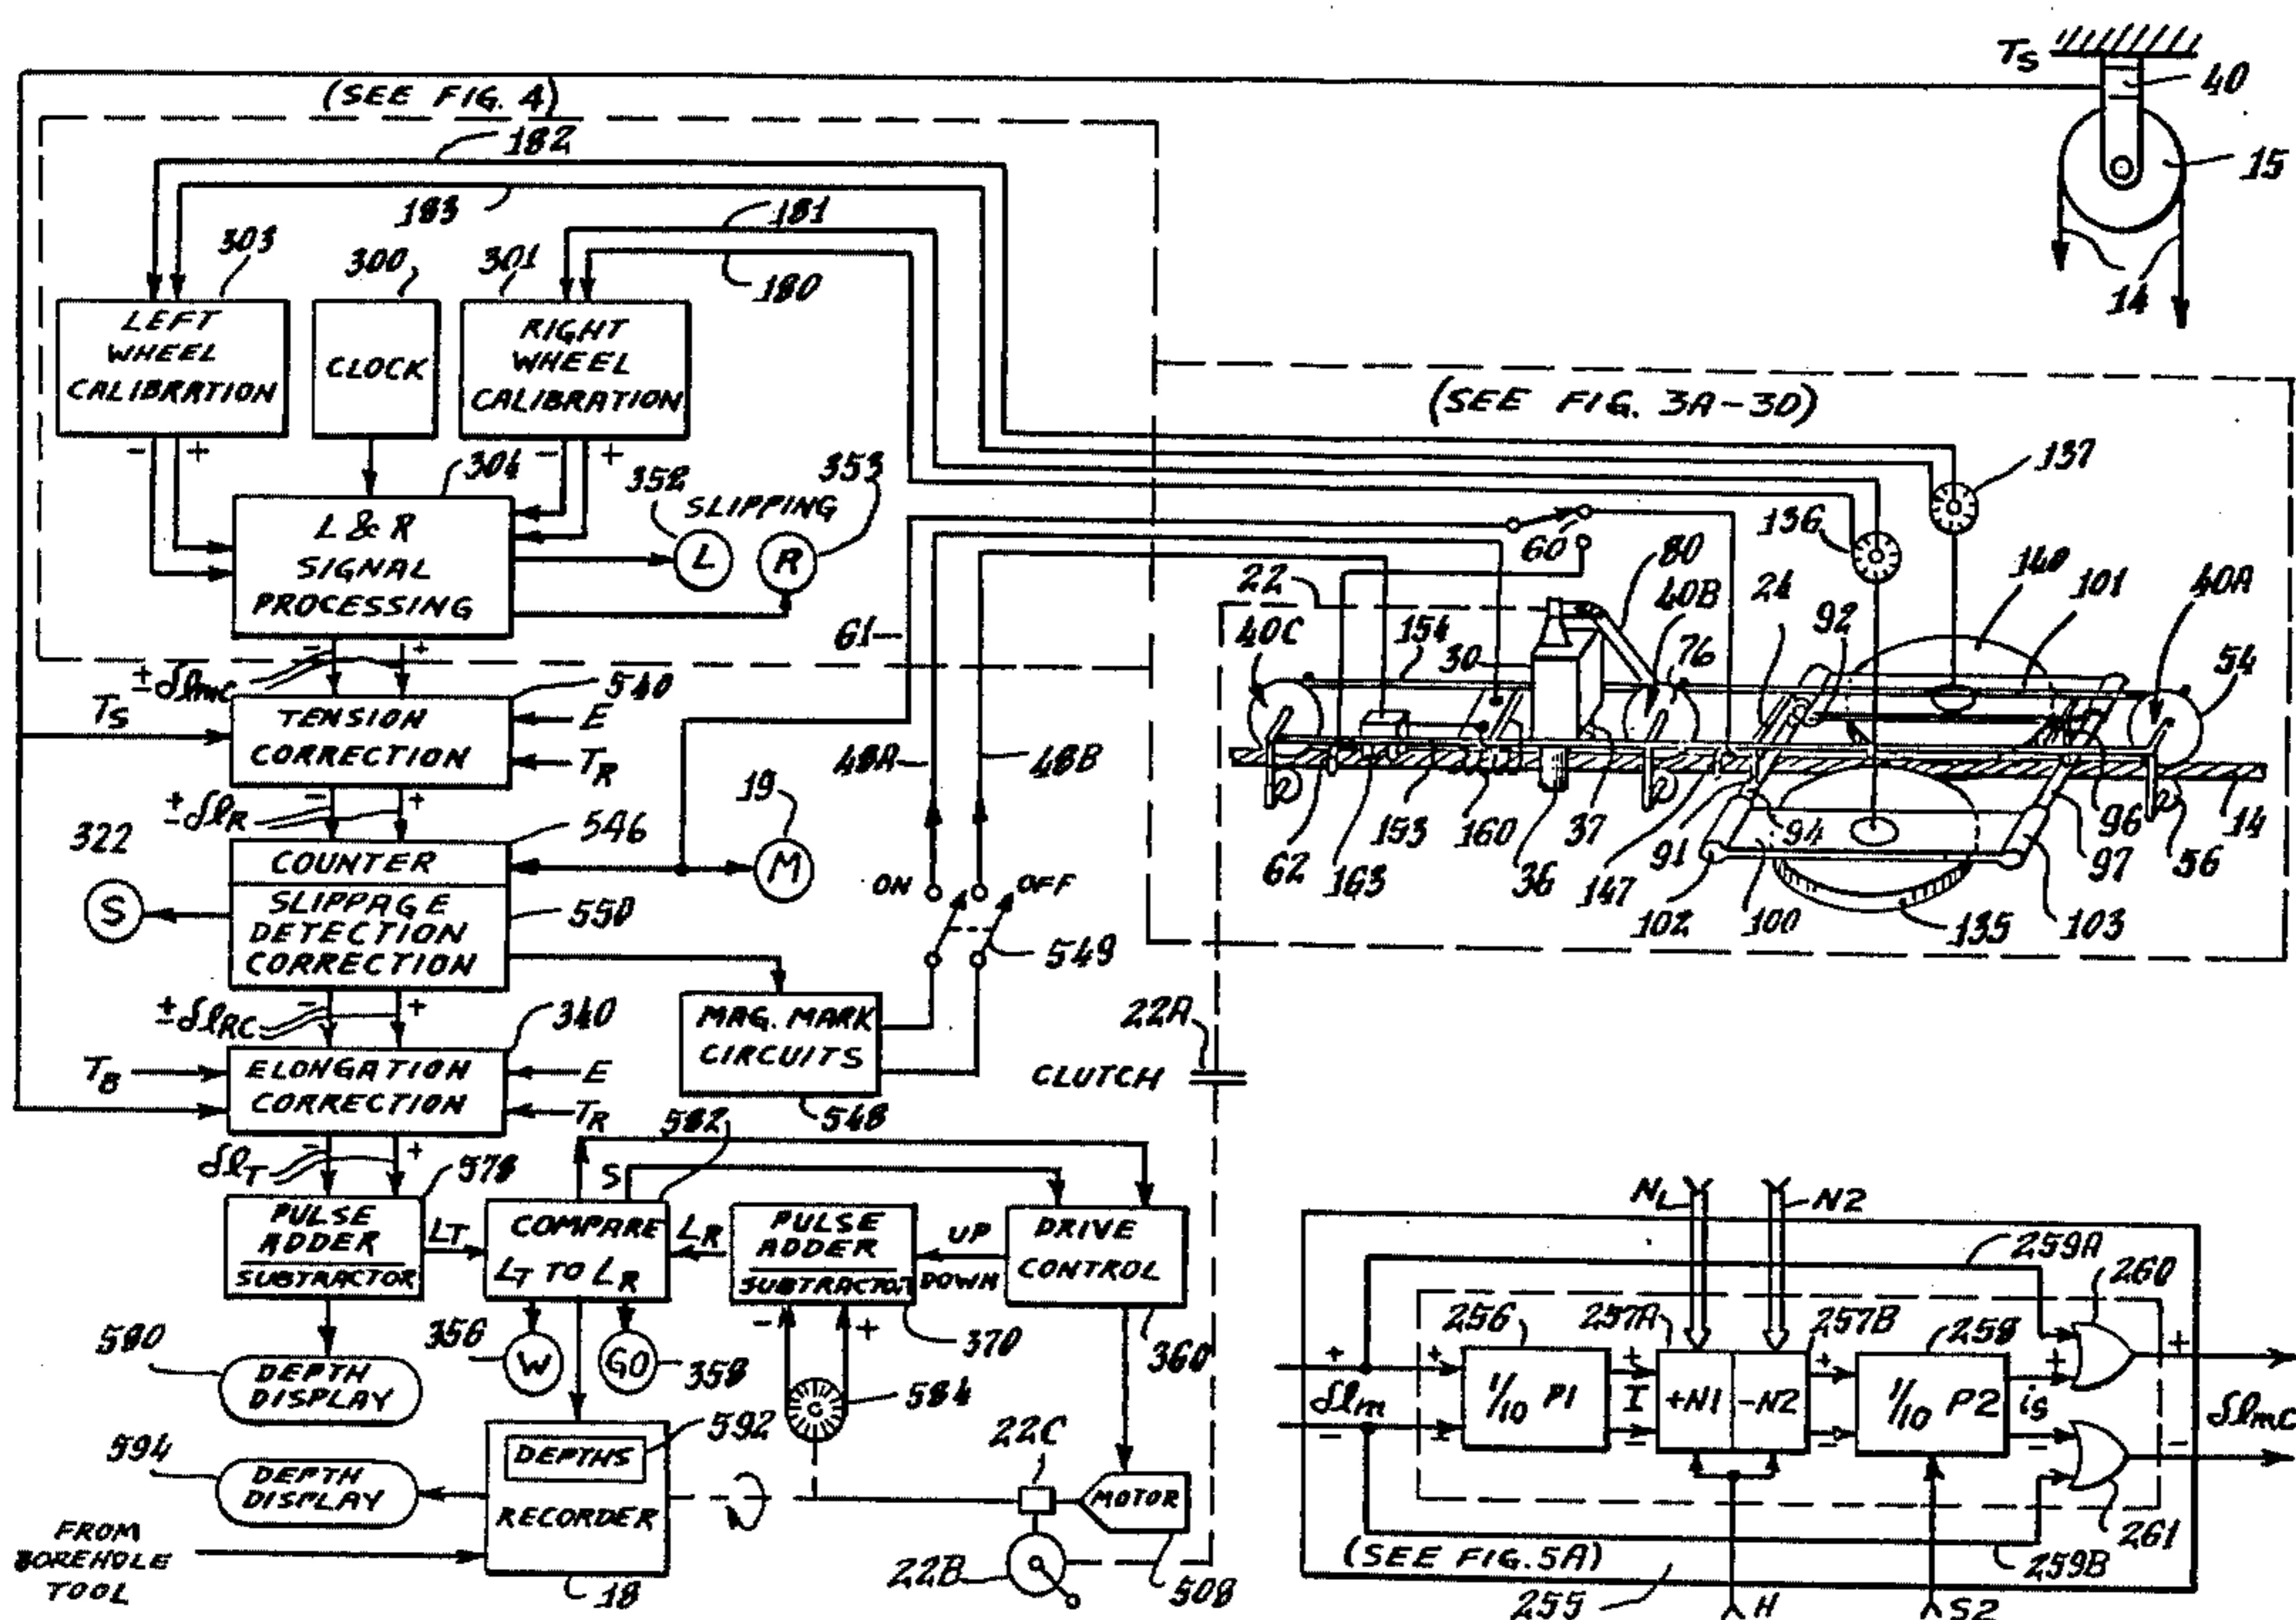 (SEE FIG. 4)
TS
40
15
14
182
183
181
180
303
300
301
LEFT
WHEEL
CALIBRATION
CLOCK
RIGHT
WHEEL
CALIBRATION
- +
- +
304
352
SLIPPING
353
L & R
SIGNAL
PROCESSING
L
R
(SEE FIG. 3A-3D)
137
136
60
80
22
40C
154
30
40B
76
24
92
140
101
40A
54
61
62
163
153
160
36
37
147
91
94
102
100
135
103
97
96
56
14
- +
±δlmc
540
TS
TENSION
CORRECTION
E
TR
48A
48B
- +
±δlR
546
19
322
COUNTER
M
S
SLIPPAGE
DETECTION
CORRECTION
550
ON
OFF
549
- +
±δlRC
340
MAG. MARK
CIRCUITS
548
22A
CLUTCH
TB
ELONGATION
CORRECTION
E
TR
582
- +
δlT
578
S
PULSE
ADDER
SUBTRACTOR
LT
COMPARE
LT TO LR
LR
PULSE
ADDER
SUBTRACTOR
UP
DOWN
DRIVE
CONTROL
356
W
GO
358
- +
370
360
590
DEPTH
DISPLAY
584
592
22C
594
DEPTH
DISPLAY
DEPTHS
RECORDER
MOTOR
FROM
BOREHOLE
TOOL
18
22B
508
NL
N2
259A
260
256
257A
257B
258
+
δlm
-
+
-
1/10 P1
+
I
-
+N1
-N2
+
-
1/10 P2
+
is
-
+
δlmc
-
261
(SEE FIG. 5A)
259B
255
H
S2